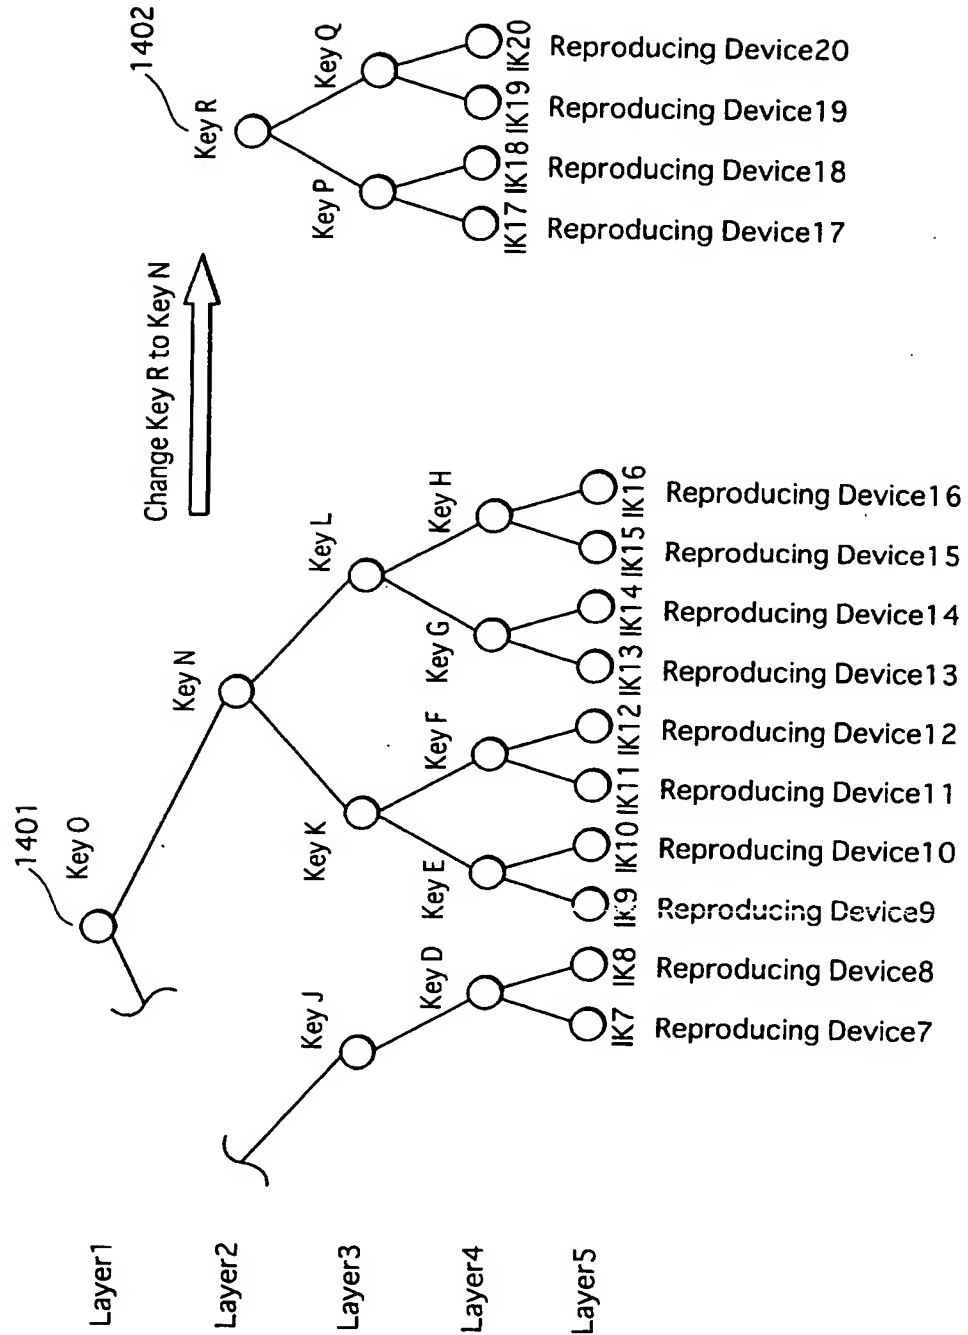 1401
Key O
1402
Key R
Change Key R to Key N
Key N
Key P
Key Q
Key J
Key K
Key L
Key D
Key E
Key F
Key G
Key H
IK7
IK8
IK9
IK10
IK11
IK12
IK13
IK14
IK15
IK16
IK17
IK18
IK19
IK20
Reproducing Device7
Reproducing Device8
Reproducing Device9
Reproducing Device10
Reproducing Device11
Reproducing Device12
Reproducing Device13
Reproducing Device14
Reproducing Device15
Reproducing Device16
Reproducing Device17
Reproducing Device18
Reproducing Device19
Reproducing Device20
Layer1
Layer2
Layer3
Layer4
Layer5